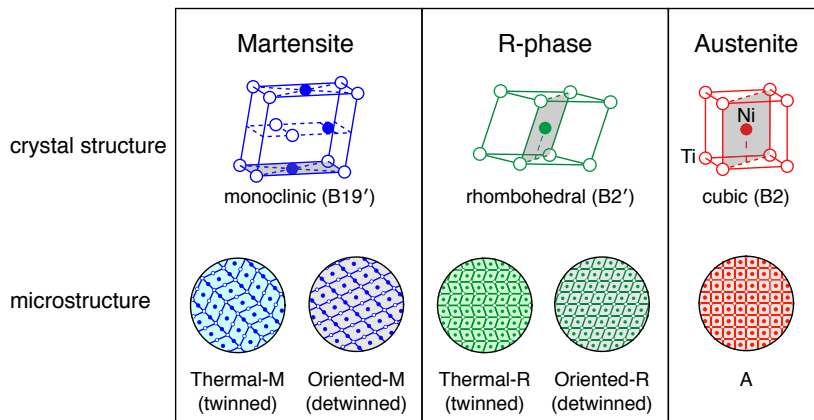 Martensite
R-phase
Austenite
crystal structure
Ni
Ti
monoclinic (B19′)
rhombohedral (B2′)
cubic (B2)
microstructure
Thermal-M
(twinned)
Oriented-M
(detwinned)
Thermal-R
(twinned)
Oriented-R
(detwinned)
A